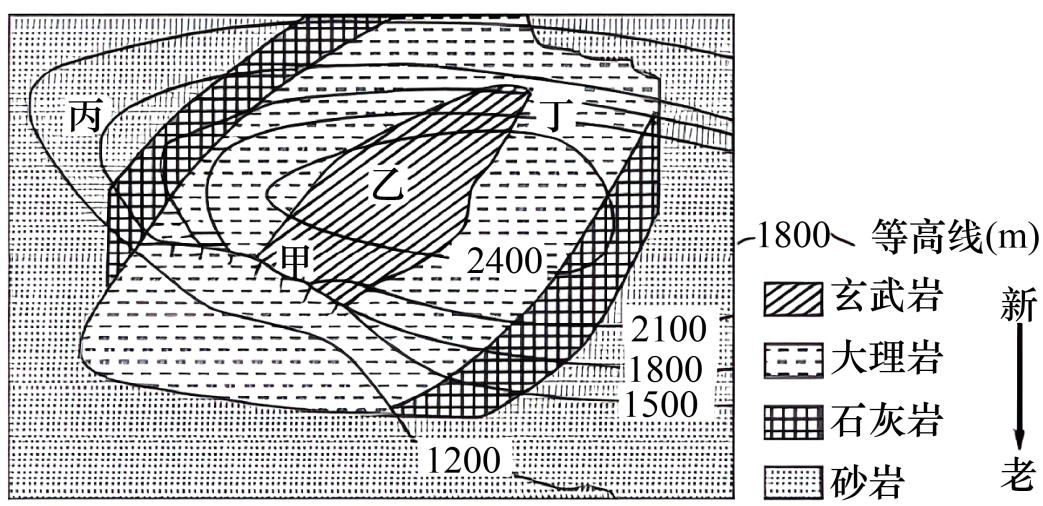 丙
丁
乙
甲
2400
2100
1800
1500
1200
1800 等高线(m)
玄武岩
大理岩
石灰岩
砂岩
新
老